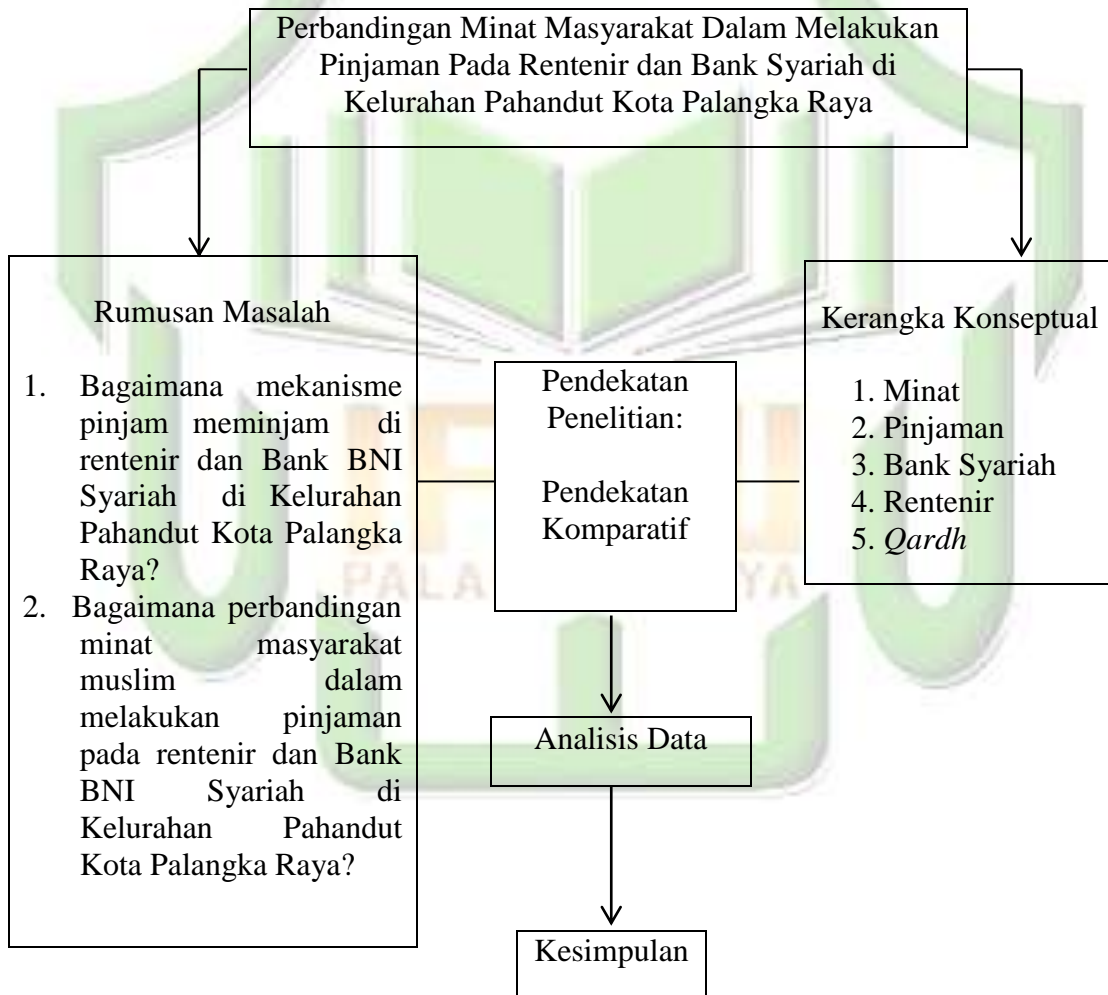 Perbandingan Minat Masyarakat Dalam Melakukan
Pinjaman Pada Rentenir dan Bank Syariah di
Kelurahan Pahandut Kota Palangka Raya
Rumusan Masalah
1. Bagaimana mekanisme
pinjam meminjam di
rentenir dan Bank BNI
Syariah di Kelurahan
Pahandut Kota Palangka
Raya?
2. Bagaimana perbandingan
minat masyarakat
muslim dalam
melakukan pinjaman
pada rentenir dan Bank
BNI Syariah di
Kelurahan Pahandut
Kota Palangka Raya?
Pendekatan
Penelitian:
Pendekatan
Komparatif
Kerangka Konseptual
1. Minat
2. Pinjaman
3. Bank Syariah
4. Rentenir
5. Qardh
Analisis Data
Kesimpulan